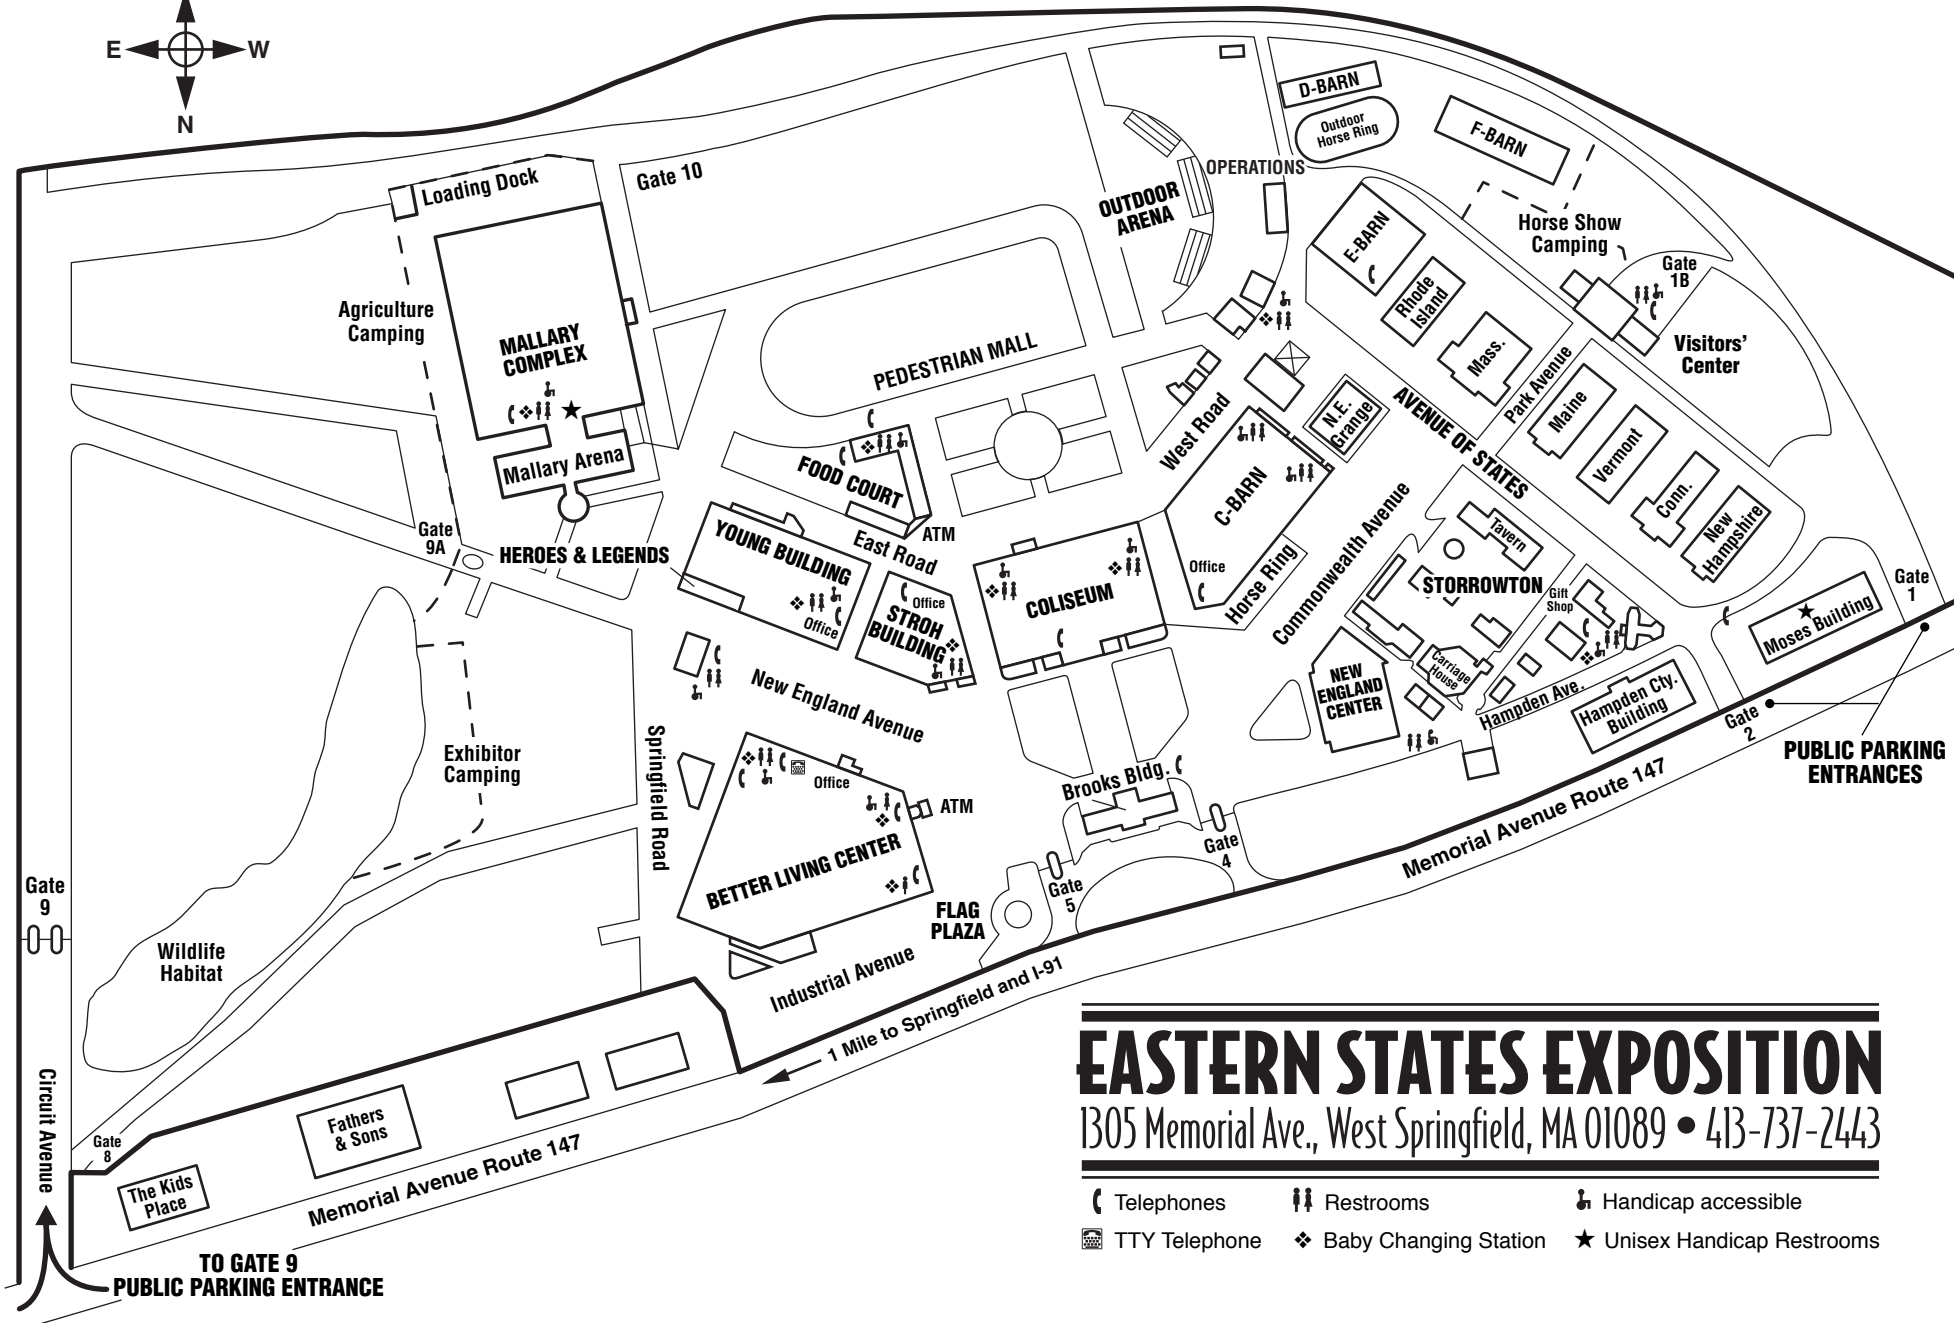 E
W
N
D-BARN
Outdoor
Horse Ring
F-BARN
OPERATIONS
Gate 10
Loading Dock
OUTDOOR
ARENA
E-BARN
Horse Show
Camping
Gate
1B
Rhode
Island
Mass.
Visitors'
Center
Agriculture
Camping
MALLARY
COMPLEX
PEDESTRIAN MALL
Park Avenue
Maine
Vermont
Conn.
New
Hampshire
AVENUE OF STATES
N.E.
Grange
West Road
C-BARN
Office
Horse Ring
Commonwealth Avenue
Mallary Arena
FOOD COURT
ATM
East Road
Gate
9A
HEROES & LEGENDS
YOUNG BUILDING
Office
Office
STROH
BUILDING
COLISEUM
Tavern
STORROWTON
Gift
Shop
Carriage
House
Moses Building
Gate
1
NEW
ENGLAND
CENTER
Hampden Ave.
Hampden Cty.
Building
Gate
2
PUBLIC PARKING
ENTRANCES
New England Avenue
Springfield Road
Exhibitor
Camping
Office
ATM
BETTER LIVING CENTER
Brooks Bldg.
Gate
4
Gate
5
FLAG
PLAZA
Memorial Avenue Route 147
Gate
9
Wildlife
Habitat
Industrial Avenue
1 Mile to Springfield and I-91
Circuit Avenue
Gate
8
Fathers
& Sons
The Kids
Place
Memorial Avenue Route 147
TO GATE 9
PUBLIC PARKING ENTRANCE
EASTERN STATES EXPOSITION
1305 Memorial Ave., West Springfield, MA 01089 • 413-737-2443
Telephones
Restrooms
Handicap accessible
TTY Telephone
Baby Changing Station
Unisex Handicap Restrooms